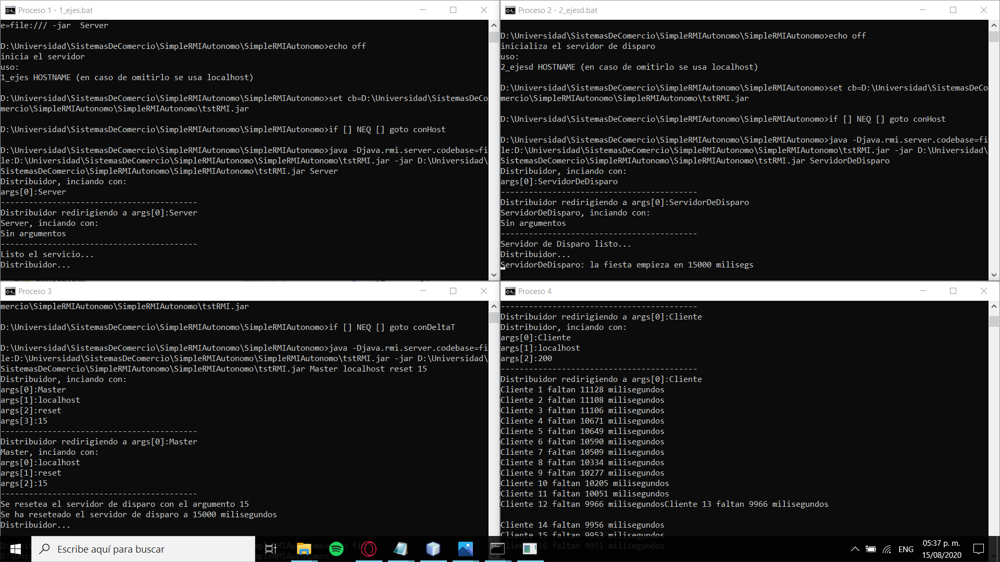 Proceso 1 - 1_ejes.bat
e=file:/// -jar  Server
D:\Universidad\SistemasDeComercio\SimpleRMIAutonomo\SimpleRMIAutonomo>echo off
inicia el servidor
uso:
1_ejes HOSTNAME (en caso de omitirlo se usa localhost)
D:\Universidad\SistemasDeComercio\SimpleRMIAutonomo\SimpleRMIAutonomo>set cb=D:\Universidad\SistemasDeCo
mercio\SimpleRMIAutonomo\SimpleRMIAutonomo\tstRMI.jar
D:\Universidad\SistemasDeComercio\SimpleRMIAutonomo\SimpleRMIAutonomo>if [] NEQ [] goto conHost
D:\Universidad\SistemasDeComercio\SimpleRMIAutonomo\SimpleRMIAutonomo>java -Djava.rmi.server.codebase=fi
le:D:\Universidad\SistemasDeComercio\SimpleRMIAutonomo\SimpleRMIAutonomo\tstRMI.jar -jar D:\Universidad\
SistemasDeComercio\SimpleRMIAutonomo\SimpleRMIAutonomo\tstRMI.jar Server
Distribuidor, inciando con:
args[0]:Server
------------------------------------------
Distribuidor redirigiendo a args[0]:Server
Server, inciando con:
Sin argumentos
------------------------------------------
Listo el servicio...
Distribuidor...
Proceso 2 - 2_ejesd.bat
D:\Universidad\SistemasDeComercio\SimpleRMIAutonomo\SimpleRMIAutonomo>echo off
inicializa el servidor de disparo
uso:
2_ejesd HOSTNAME (en caso de omitirlo se usa localhost)
D:\Universidad\SistemasDeComercio\SimpleRMIAutonomo\SimpleRMIAutonomo>set cb=D:\Universidad\SistemasDeCo
mercio\SimpleRMIAutonomo\SimpleRMIAutonomo\tstRMI.jar
D:\Universidad\SistemasDeComercio\SimpleRMIAutonomo\SimpleRMIAutonomo>if [] NEQ [] goto conHost
D:\Universidad\SistemasDeComercio\SimpleRMIAutonomo\SimpleRMIAutonomo>java -Djava.rmi.server.codebase=fi
le:D:\Universidad\SistemasDeComercio\SimpleRMIAutonomo\SimpleRMIAutonomo\tstRMI.jar -jar D:\Universidad\
SistemasDeComercio\SimpleRMIAutonomo\SimpleRMIAutonomo\tstRMI.jar ServidorDeDisparo
Distribuidor, inciando con:
args[0]:ServidorDeDisparo
------------------------------------------
Distribuidor redirigiendo a args[0]:ServidorDeDisparo
ServidorDeDisparo, inciando con:
Sin argumentos
------------------------------------------
Servidor de Disparo listo...
Distribuidor...
ServidorDeDisparo: la fiesta empieza en 15000 milisegs
Proceso 3
mercio\SimpleRMIAutonomo\SimpleRMIAutonomo\tstRMI.jar
D:\Universidad\SistemasDeComercio\SimpleRMIAutonomo\SimpleRMIAutonomo>if [] NEQ [] goto conDeltaT
D:\Universidad\SistemasDeComercio\SimpleRMIAutonomo\SimpleRMIAutonomo>java -Djava.rmi.server.codebase=fi
le:D:\Universidad\SistemasDeComercio\SimpleRMIAutonomo\SimpleRMIAutonomo\tstRMI.jar -jar D:\Universidad\
SistemasDeComercio\SimpleRMIAutonomo\SimpleRMIAutonomo\tstRMI.jar Master localhost reset 15
Distribuidor, inciando con:
args[0]:Master
args[1]:localhost
args[2]:reset
args[3]:15
------------------------------------------
Distribuidor redirigiendo a args[0]:Master
Master, inciando con:
args[0]:localhost
args[1]:reset
args[2]:15
------------------------------------------
Se resetea el servidor de disparo con el argumento 15
Se ha reseteado el servidor de disparo a 15000 milisegundos
Distribuidor...
Proceso 4
------------------------------------------
Distribuidor redirigiendo a args[0]:Cliente
Distribuidor, inciando con:
args[0]:Cliente
args[1]:localhost
args[2]:200
------------------------------------------
Distribuidor redirigiendo a args[0]:Cliente
Cliente 1 faltan 11128 milisegundos
Cliente 2 faltan 11108 milisegundos
Cliente 3 faltan 11106 milisegundos
Cliente 4 faltan 10671 milisegundos
Cliente 5 faltan 10649 milisegundos
Cliente 6 faltan 10590 milisegundos
Cliente 7 faltan 10509 milisegundos
Cliente 8 faltan 10334 milisegundos
Cliente 9 faltan 10277 milisegundos
Cliente 10 faltan 10205 milisegundos
Cliente 11 faltan 10051 milisegundos
Cliente 12 faltan 9966 milisegundosCliente 13 faltan 9966 milisegundos
Cliente 14 faltan 9956 milisegundos
Cliente 15 faltan 9953 milisegundos
16 faltan 9951 milisegundos
Escribe aquí para buscar
ENG
05:37 p. m.
15/08/2020